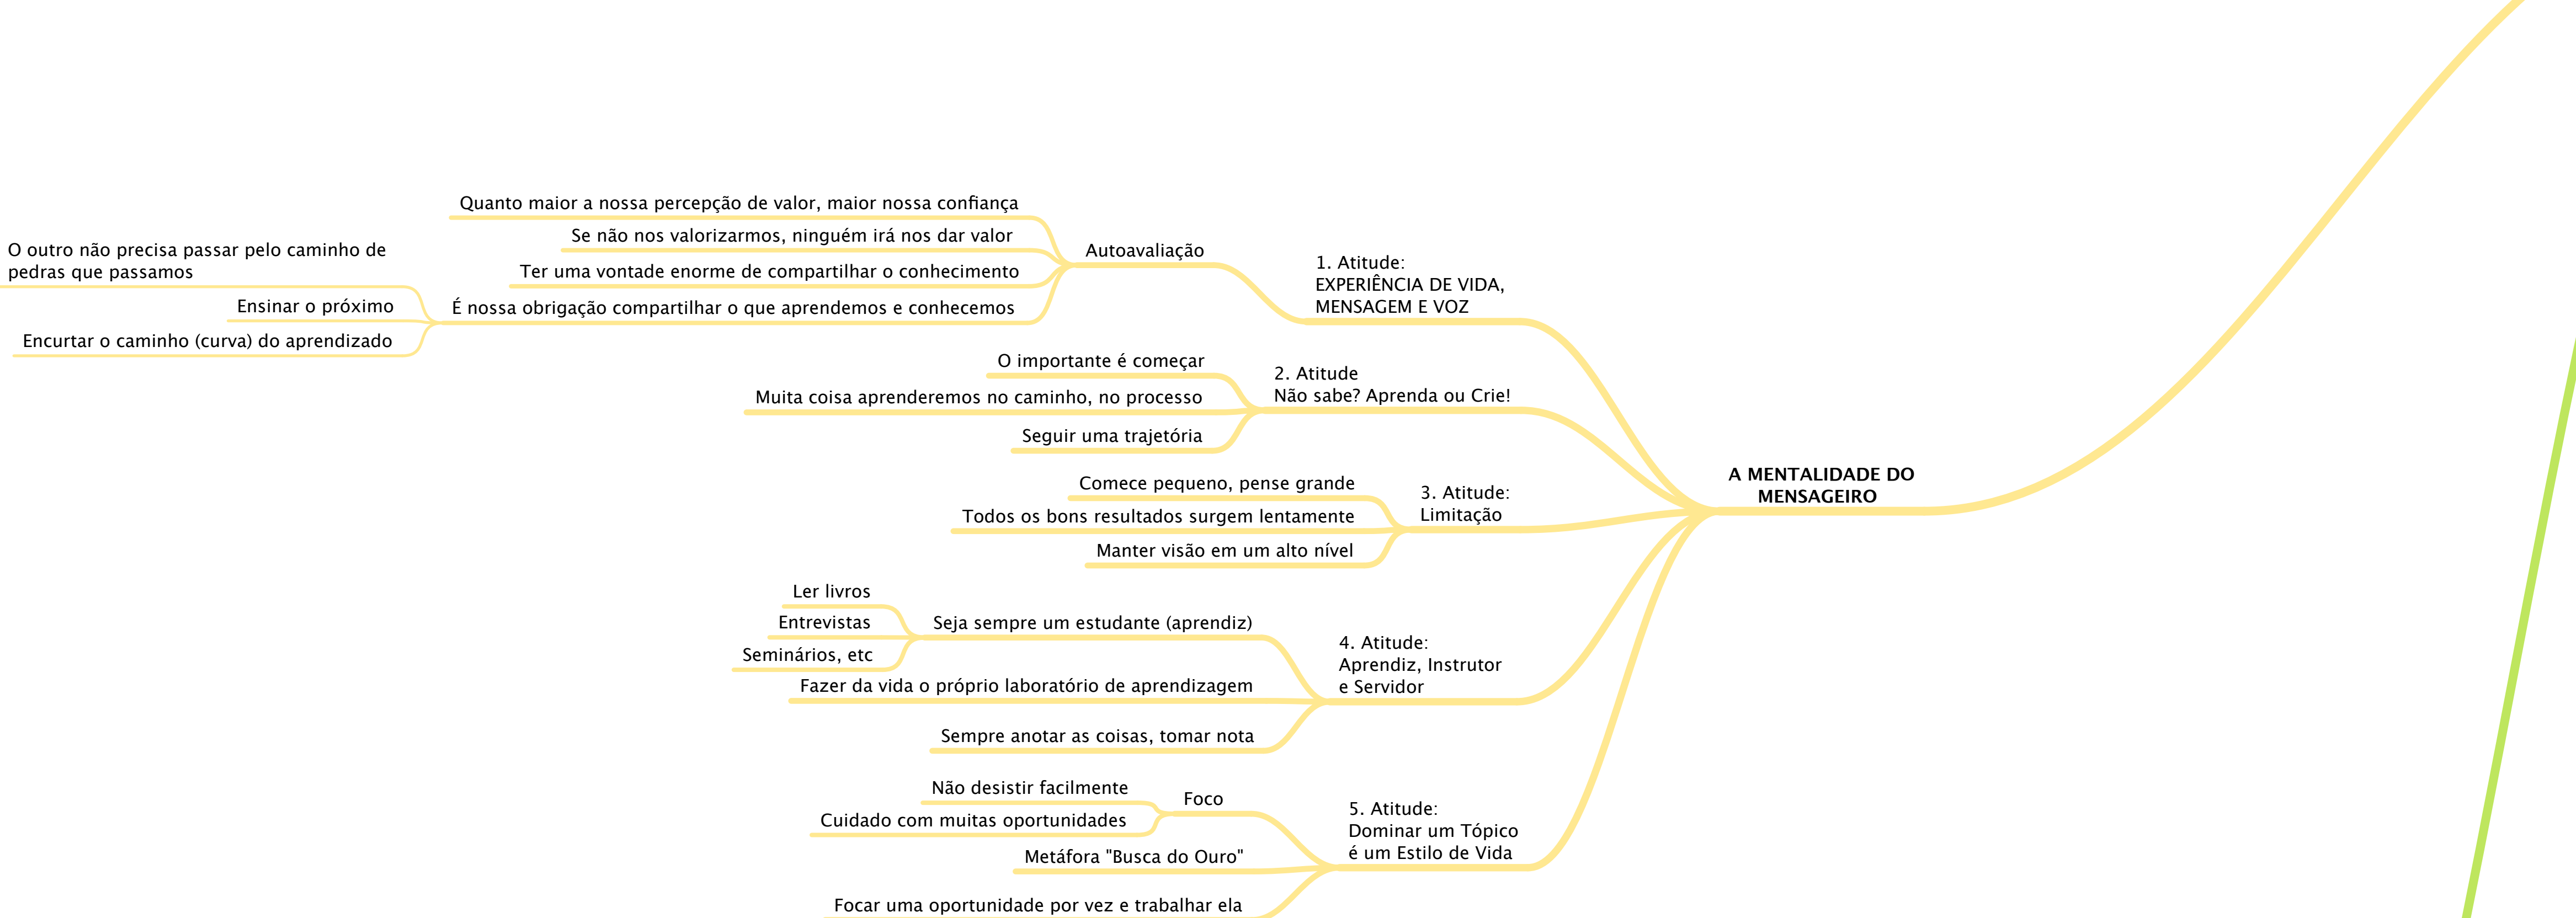 A MENTALIDADE DO
MENSAGEIRO
1. Atitude:
EXPERIÊNCIA DE VIDA,
MENSAGEM E VOZ
Autoavaliação
Quanto maior a nossa percepção de valor, maior nossa confiança
Se não nos valorizarmos, ninguém irá nos dar valor
Ter uma vontade enorme de compartilhar o conhecimento
É nossa obrigação compartilhar o que aprendemos e conhecemos
O outro não precisa passar pelo caminho de
pedras que passamos
Ensinar o próximo
Encurtar o caminho (curva) do aprendizado
2. Atitude
Não sabe? Aprenda ou Crie!
O importante é começar
Muita coisa aprenderemos no caminho, no processo
Seguir uma trajetória
3. Atitude:
Limitação
Comece pequeno, pense grande
Todos os bons resultados surgem lentamente
Manter visão em um alto nível
4. Atitude:
Aprendiz, Instrutor
e Servidor
Seja sempre um estudante (aprendiz)
Ler livros
Entrevistas
Seminários, etc
Fazer da vida o próprio laboratório de aprendizagem
Sempre anotar as coisas, tomar nota
5. Atitude:
Dominar um Tópico
é um Estilo de Vida
Foco
Não desistir facilmente
Cuidado com muitas oportunidades
Metáfora "Busca do Ouro"
Focar uma oportunidade por vez e trabalhar ela